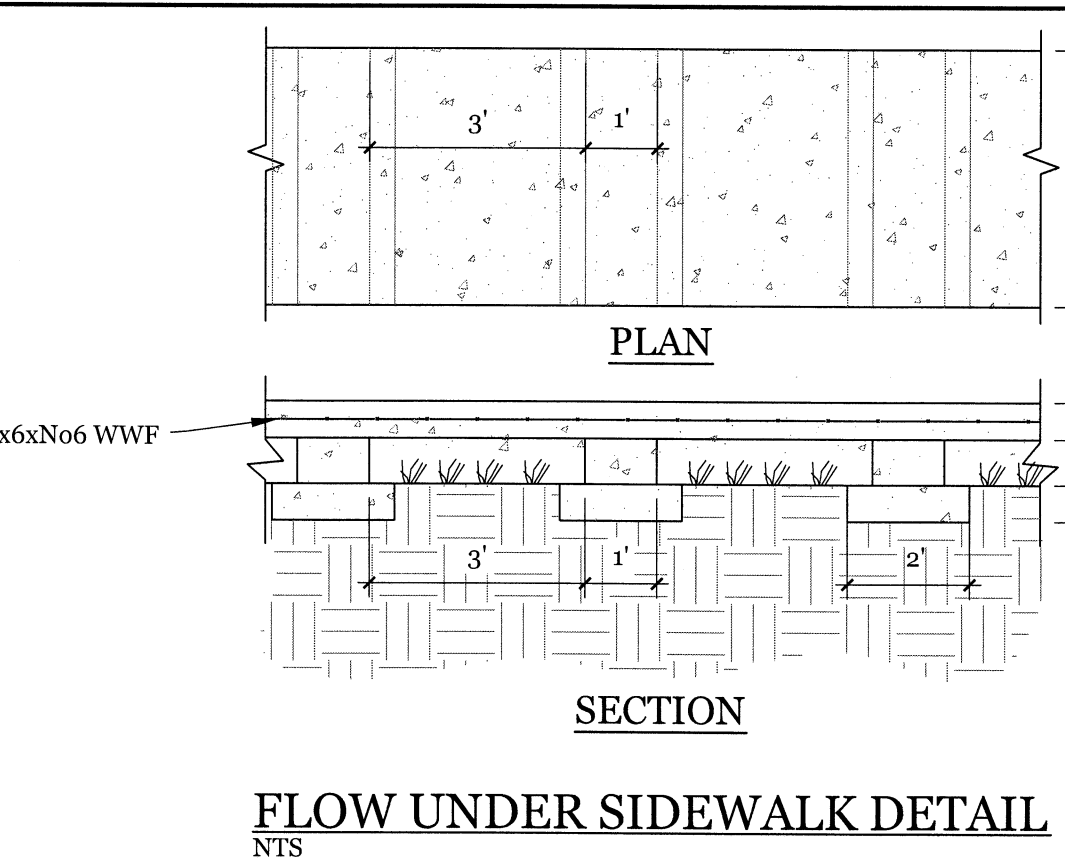 3' 1'
PLAN
x6xNo6 WWF
3' 1' 2'
SECTION
FLOW UNDER SIDEWALK DETAIL
NTS